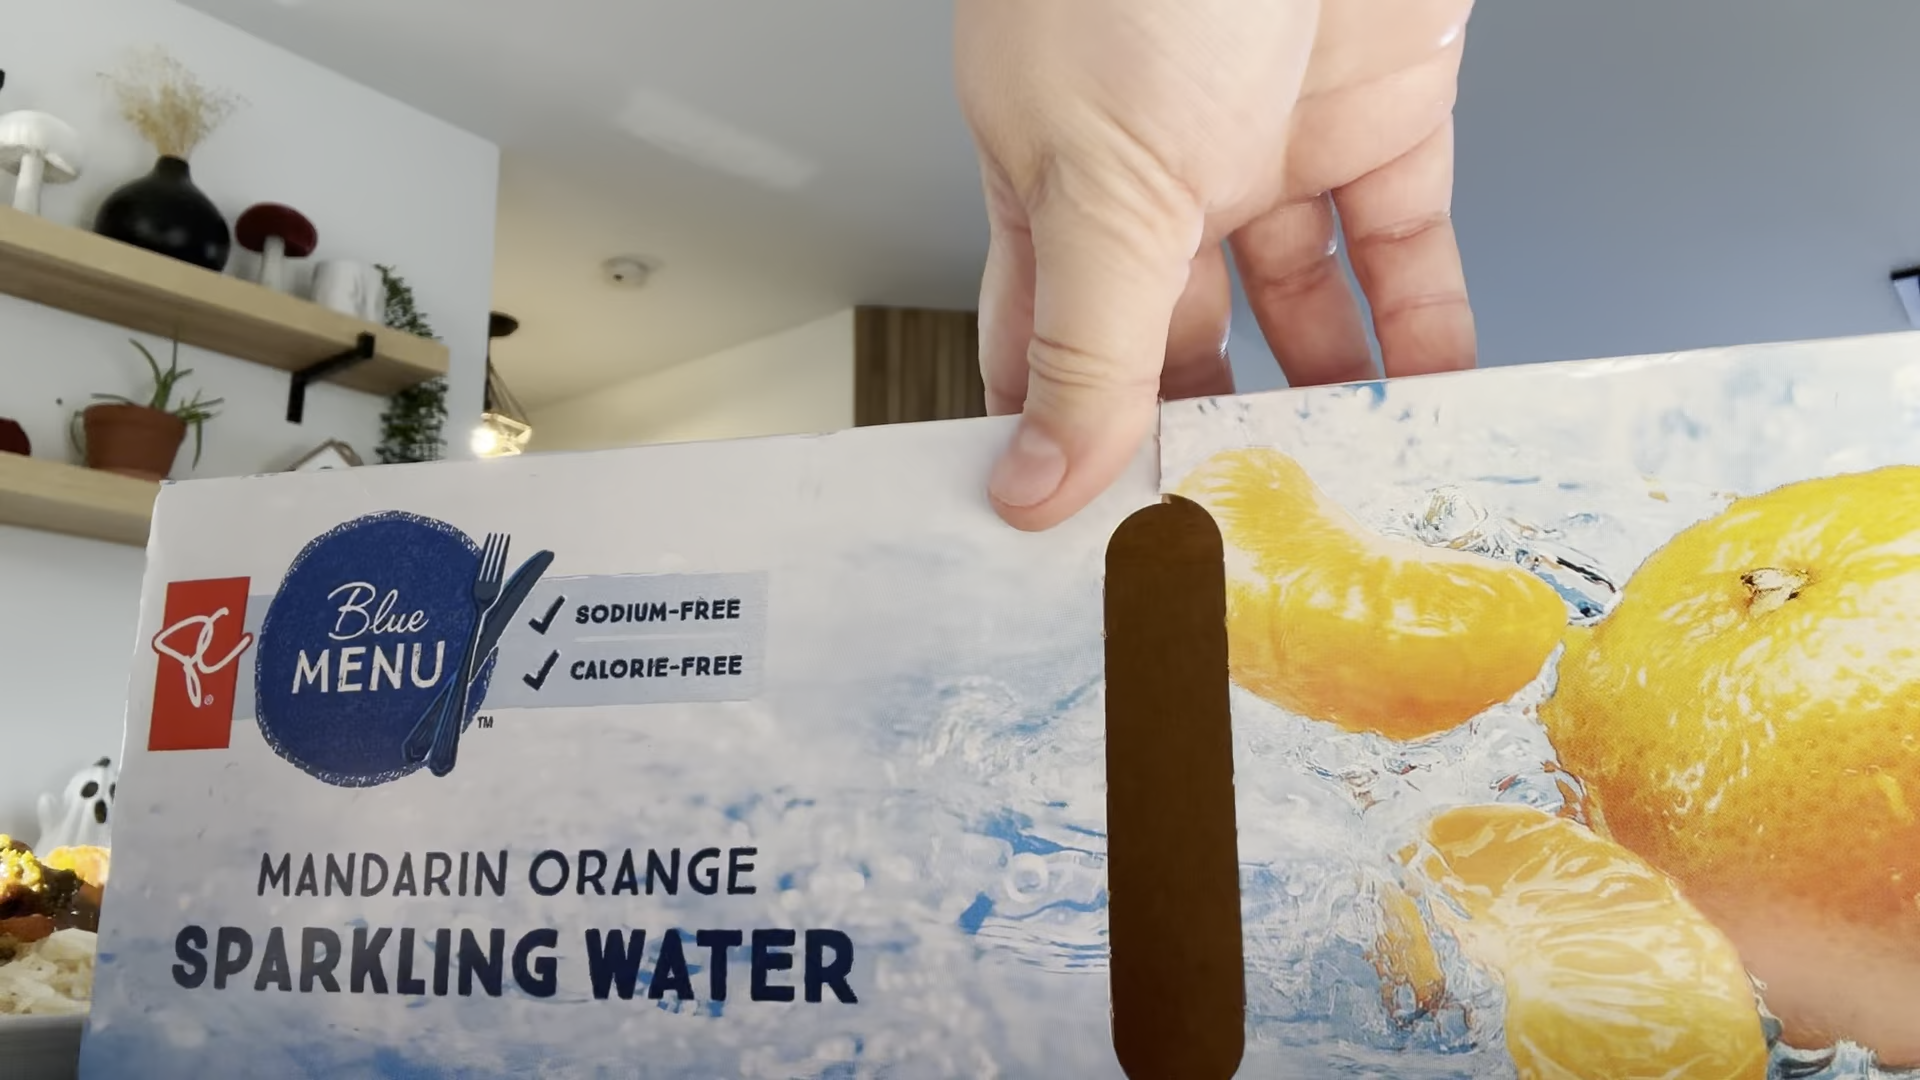 PC®
Blue
MENU
™
SODIUM-FREE
CALORIE-FREE
MANDARIN ORANGE
SPARKLING WATER